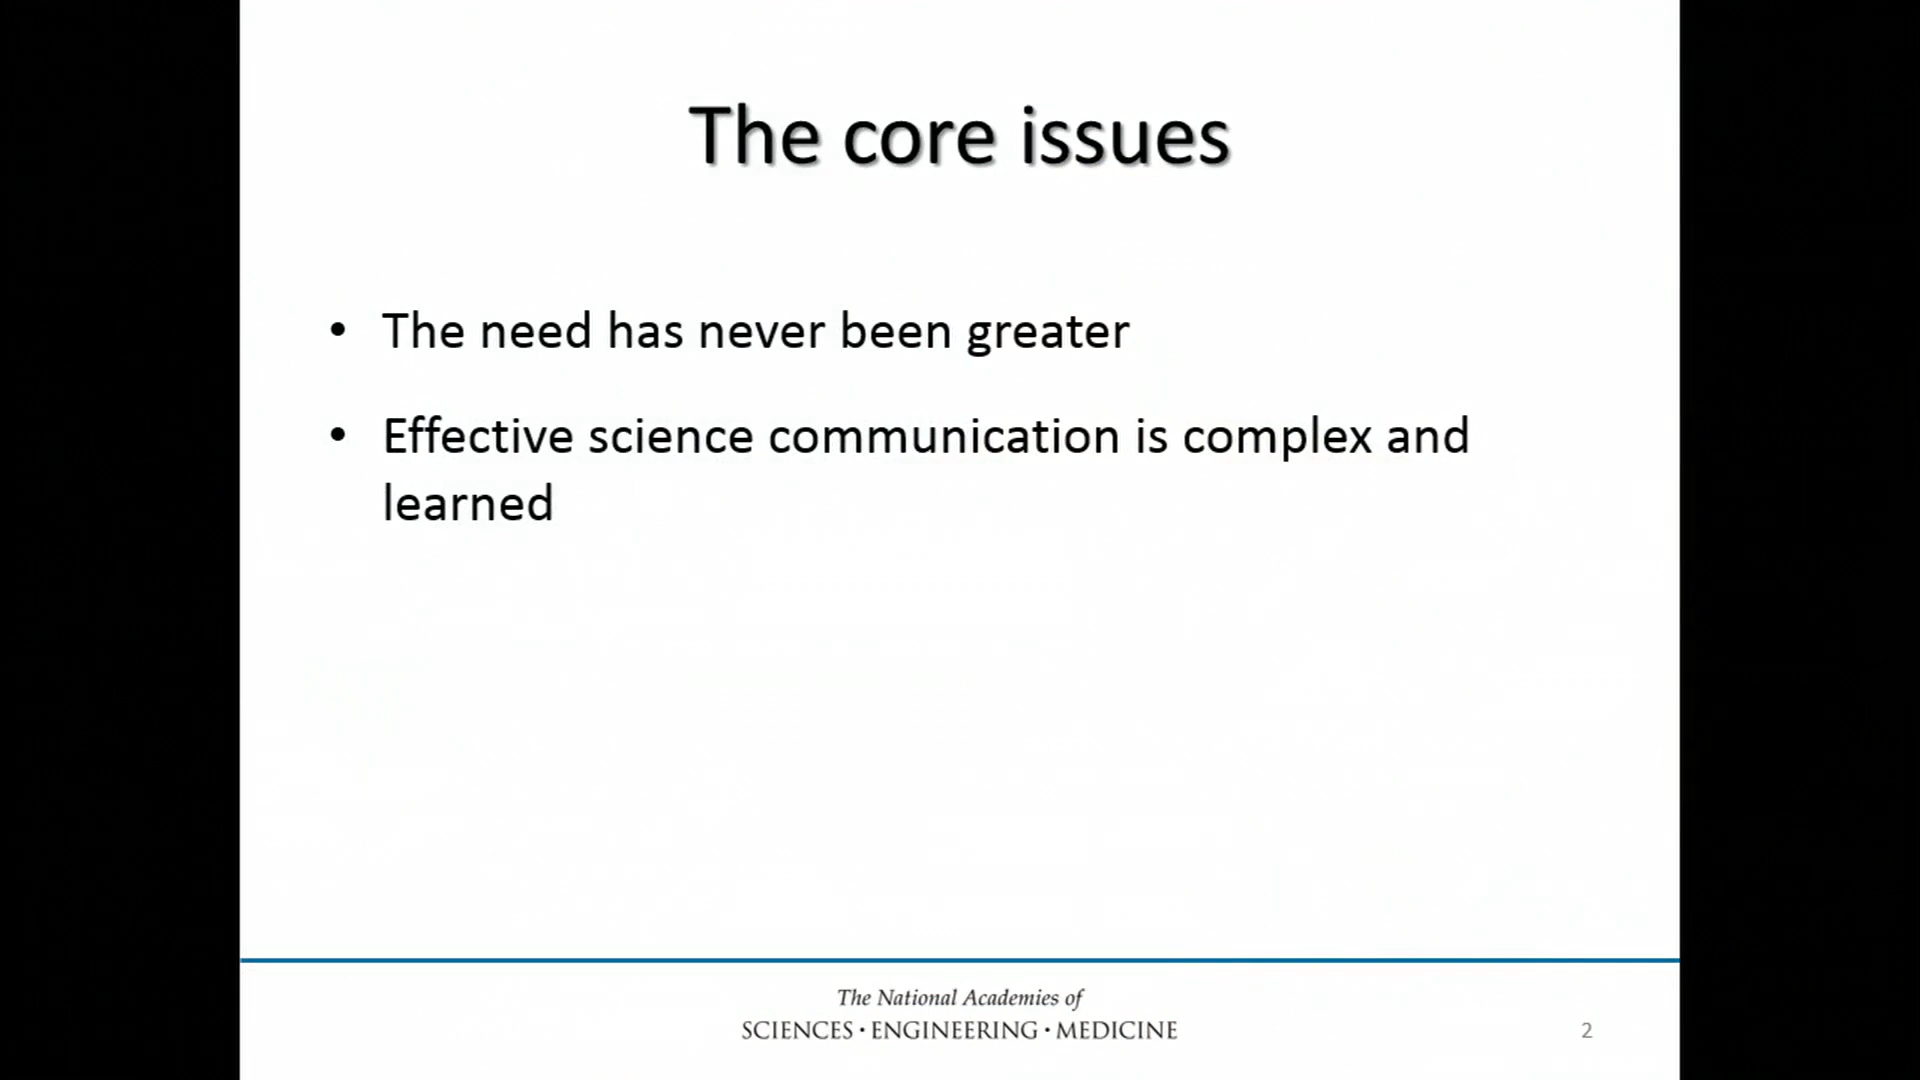 The core issues
• The need has never been greater
• Effective science communication is complex and
learned
The National Academies of
SCIENCES · ENGINEERING · MEDICINE
2